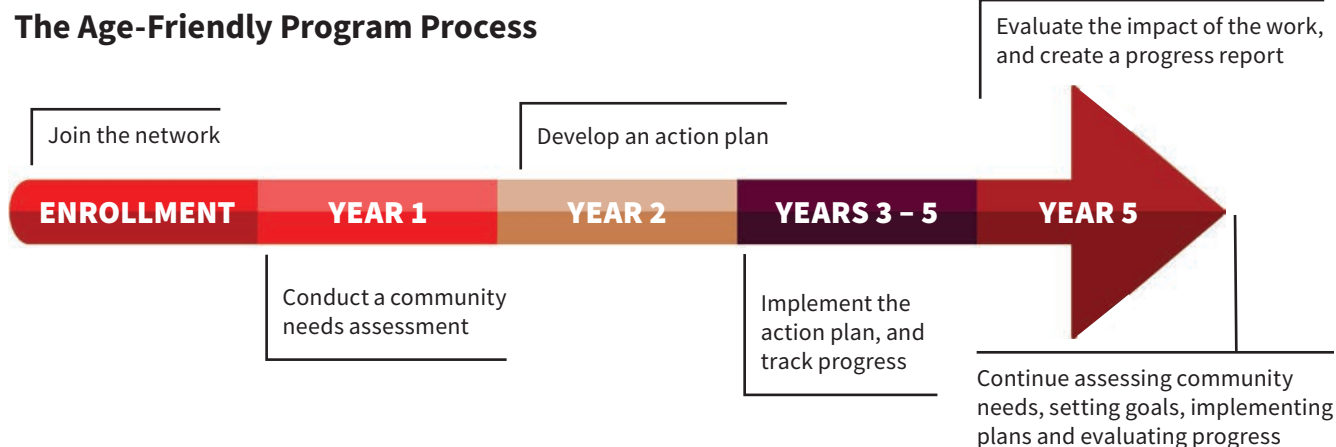 The Age-Friendly Program Process
Join the network
ENROLLMENT
YEAR 1
Conduct a community
needs assessment
Develop an action plan
YEAR 2
YEARS 3 – 5
Implement the
action plan, and
track progress
Evaluate the impact of the work,
and create a progress report
YEAR 5
Continue assessing community
needs, setting goals, implementing
plans and evaluating progress